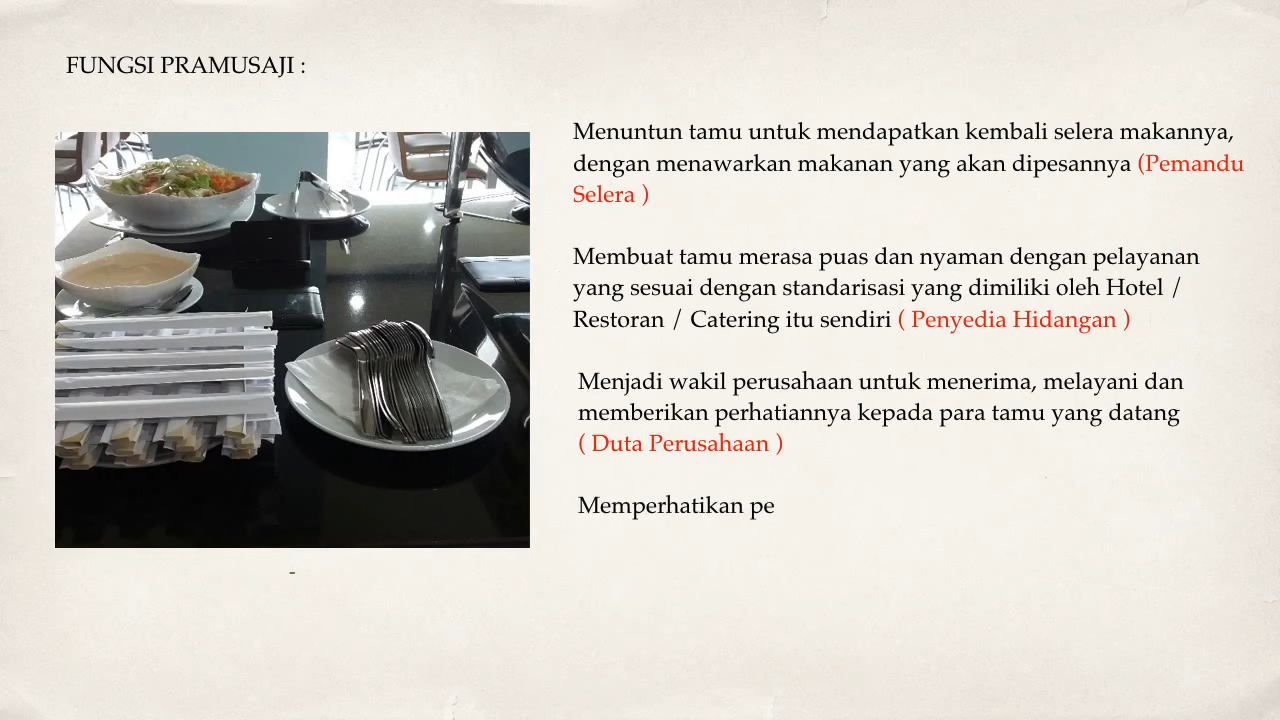 FUNGSI PRAMUSAJI :
Menuntun tamu untuk mendapatkan kembali selera makannya,
dengan menawarkan makanan yang akan dipesannya (Pemandu
Selera )
Membuat tamu merasa puas dan nyaman dengan pelayanan
yang sesuai dengan standarisasi yang dimiliki oleh Hotel /
Restoran / Catering itu sendiri ( Penyedia Hidangan )
Menjadi wakil perusahaan untuk menerima, melayani dan
memberikan perhatiannya kepada para tamu yang datang
( Duta Perusahaan )
Memperhatikan pe
-